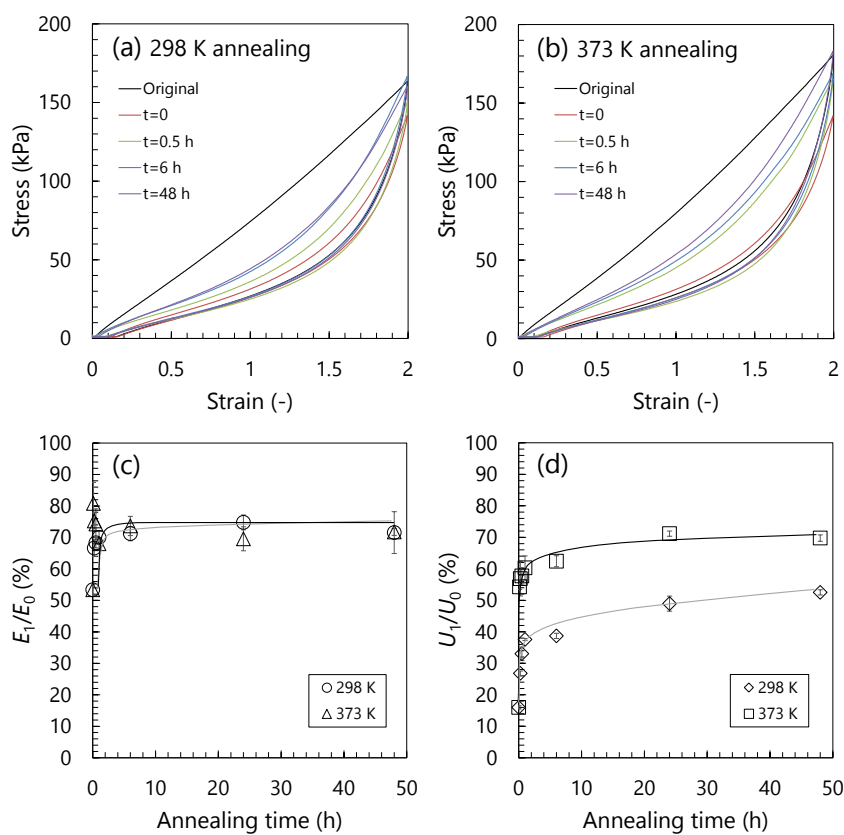 (a) 298 K annealing
Original
t=0
t=0.5 h
t=6 h
t=48 h
Stress (kPa)
200
150
100
50
0
0 0.5 1 1.5 2
Strain (-)
(b) 373 K annealing
Original
t=0
t=0.5 h
t=6 h
t=48 h
Stress (kPa)
200
150
100
50
0
0 0.5 1 1.5 2
Strain (-)
(c)
E1/E0 (%)
100
90
80
70
60
50
40
30
20
10
0
298 K
373 K
0 10 20 30 40 50
Annealing time (h)
(d)
U1/U0 (%)
100
90
80
70
60
50
40
30
20
10
0
298 K
373 K
0 10 20 30 40 50
Annealing time (h)